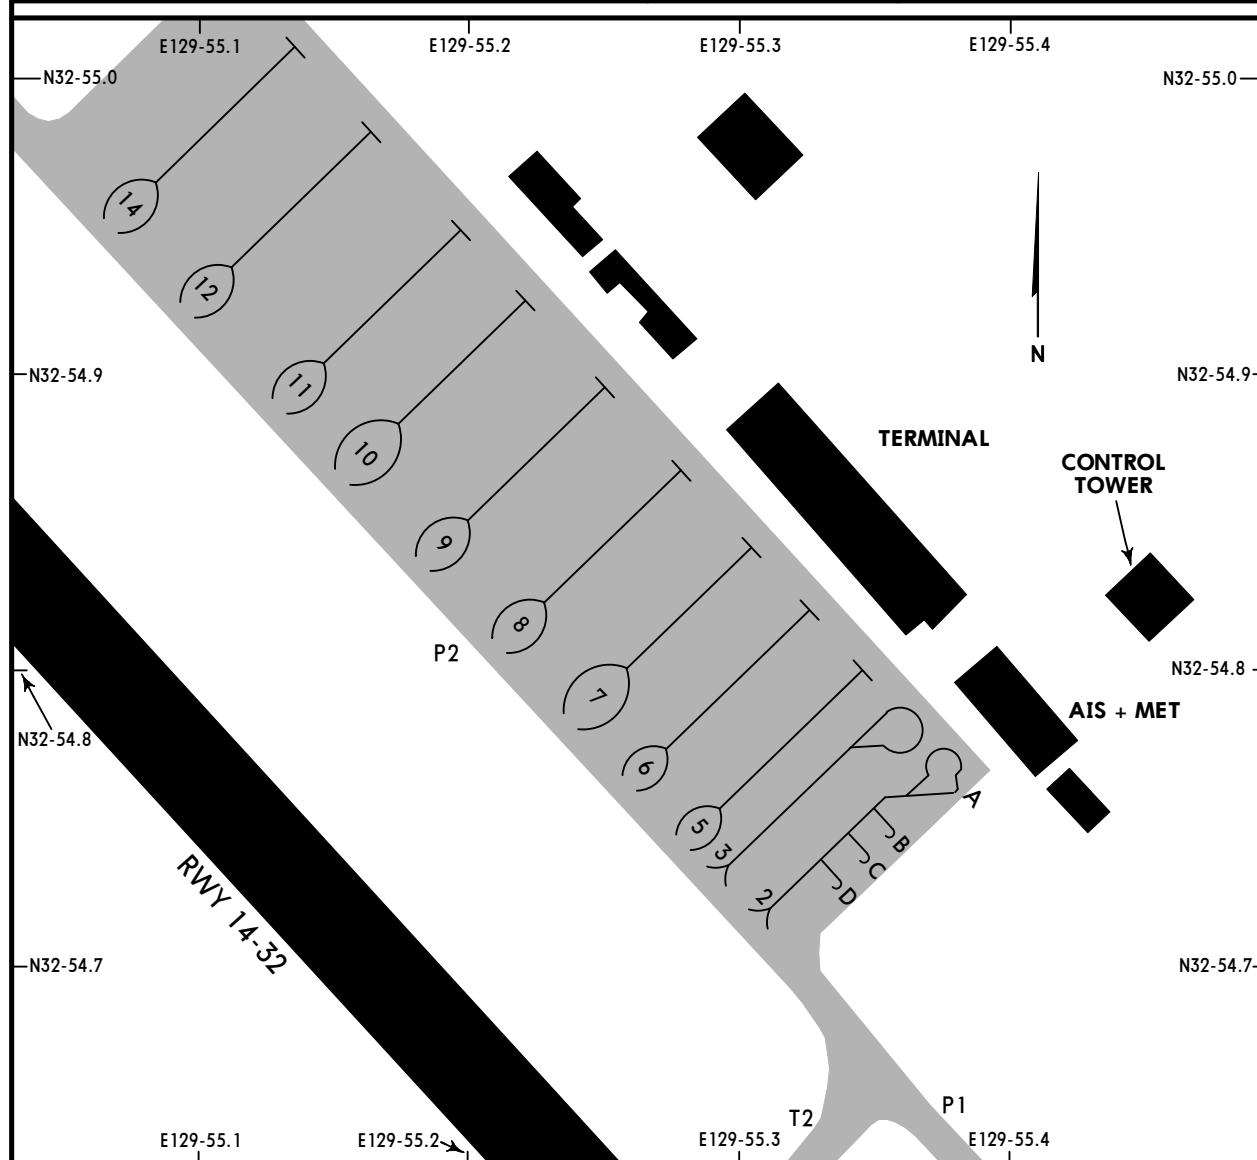 E129-55.1
E129-55.2
E129-55.3
E129-55.4
N32-55.0
N32-55.0
14
12
11
10
9
8
7
6
5
3
2
A
B
C
D
N
N32-54.9
N32-54.9
TERMINAL
CONTROL
TOWER
P2
N32-54.8
N32-54.8
AIS + MET
RWY 14-32
N32-54.7
N32-54.7
T2
P1
E129-55.1
E129-55.2
E129-55.3
E129-55.4